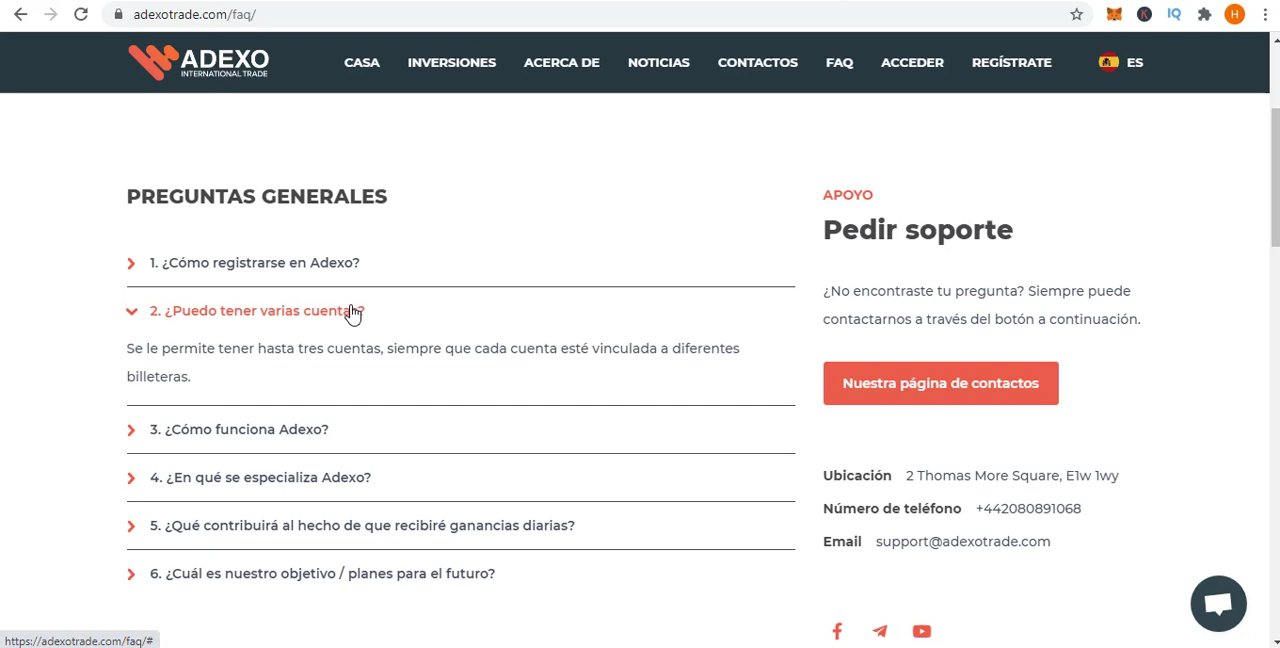 adexotrade.com/faq/
K
IQ
H
ADEXO
INTERNATIONAL TRADE
CASA
INVERSIONES
ACERCA DE
NOTICIAS
CONTACTOS
FAQ
ACCEDER
REGÍSTRATE
ES
PREGUNTAS GENERALES
1. ¿Cómo registrarse en Adexo?
2. ¿Puedo tener varias cuentas?
Se le permite tener hasta tres cuentas, siempre que cada cuenta esté vinculada a diferentes
billeteras.
3. ¿Cómo funciona Adexo?
4. ¿En qué se especializa Adexo?
5. ¿Qué contribuirá al hecho de que recibiré ganancias diarias?
6. ¿Cuál es nuestro objetivo / planes para el futuro?
APOYO
Pedir soporte
¿No encontraste tu pregunta? Siempre puede
contactarnos a través del botón a continuación.
Nuestra página de contactos
Ubicación 2 Thomas More Square, E1w 1wy
Número de teléfono +442080891068
Email support@adexotrade.com
https://adexotrade.com/faq/#